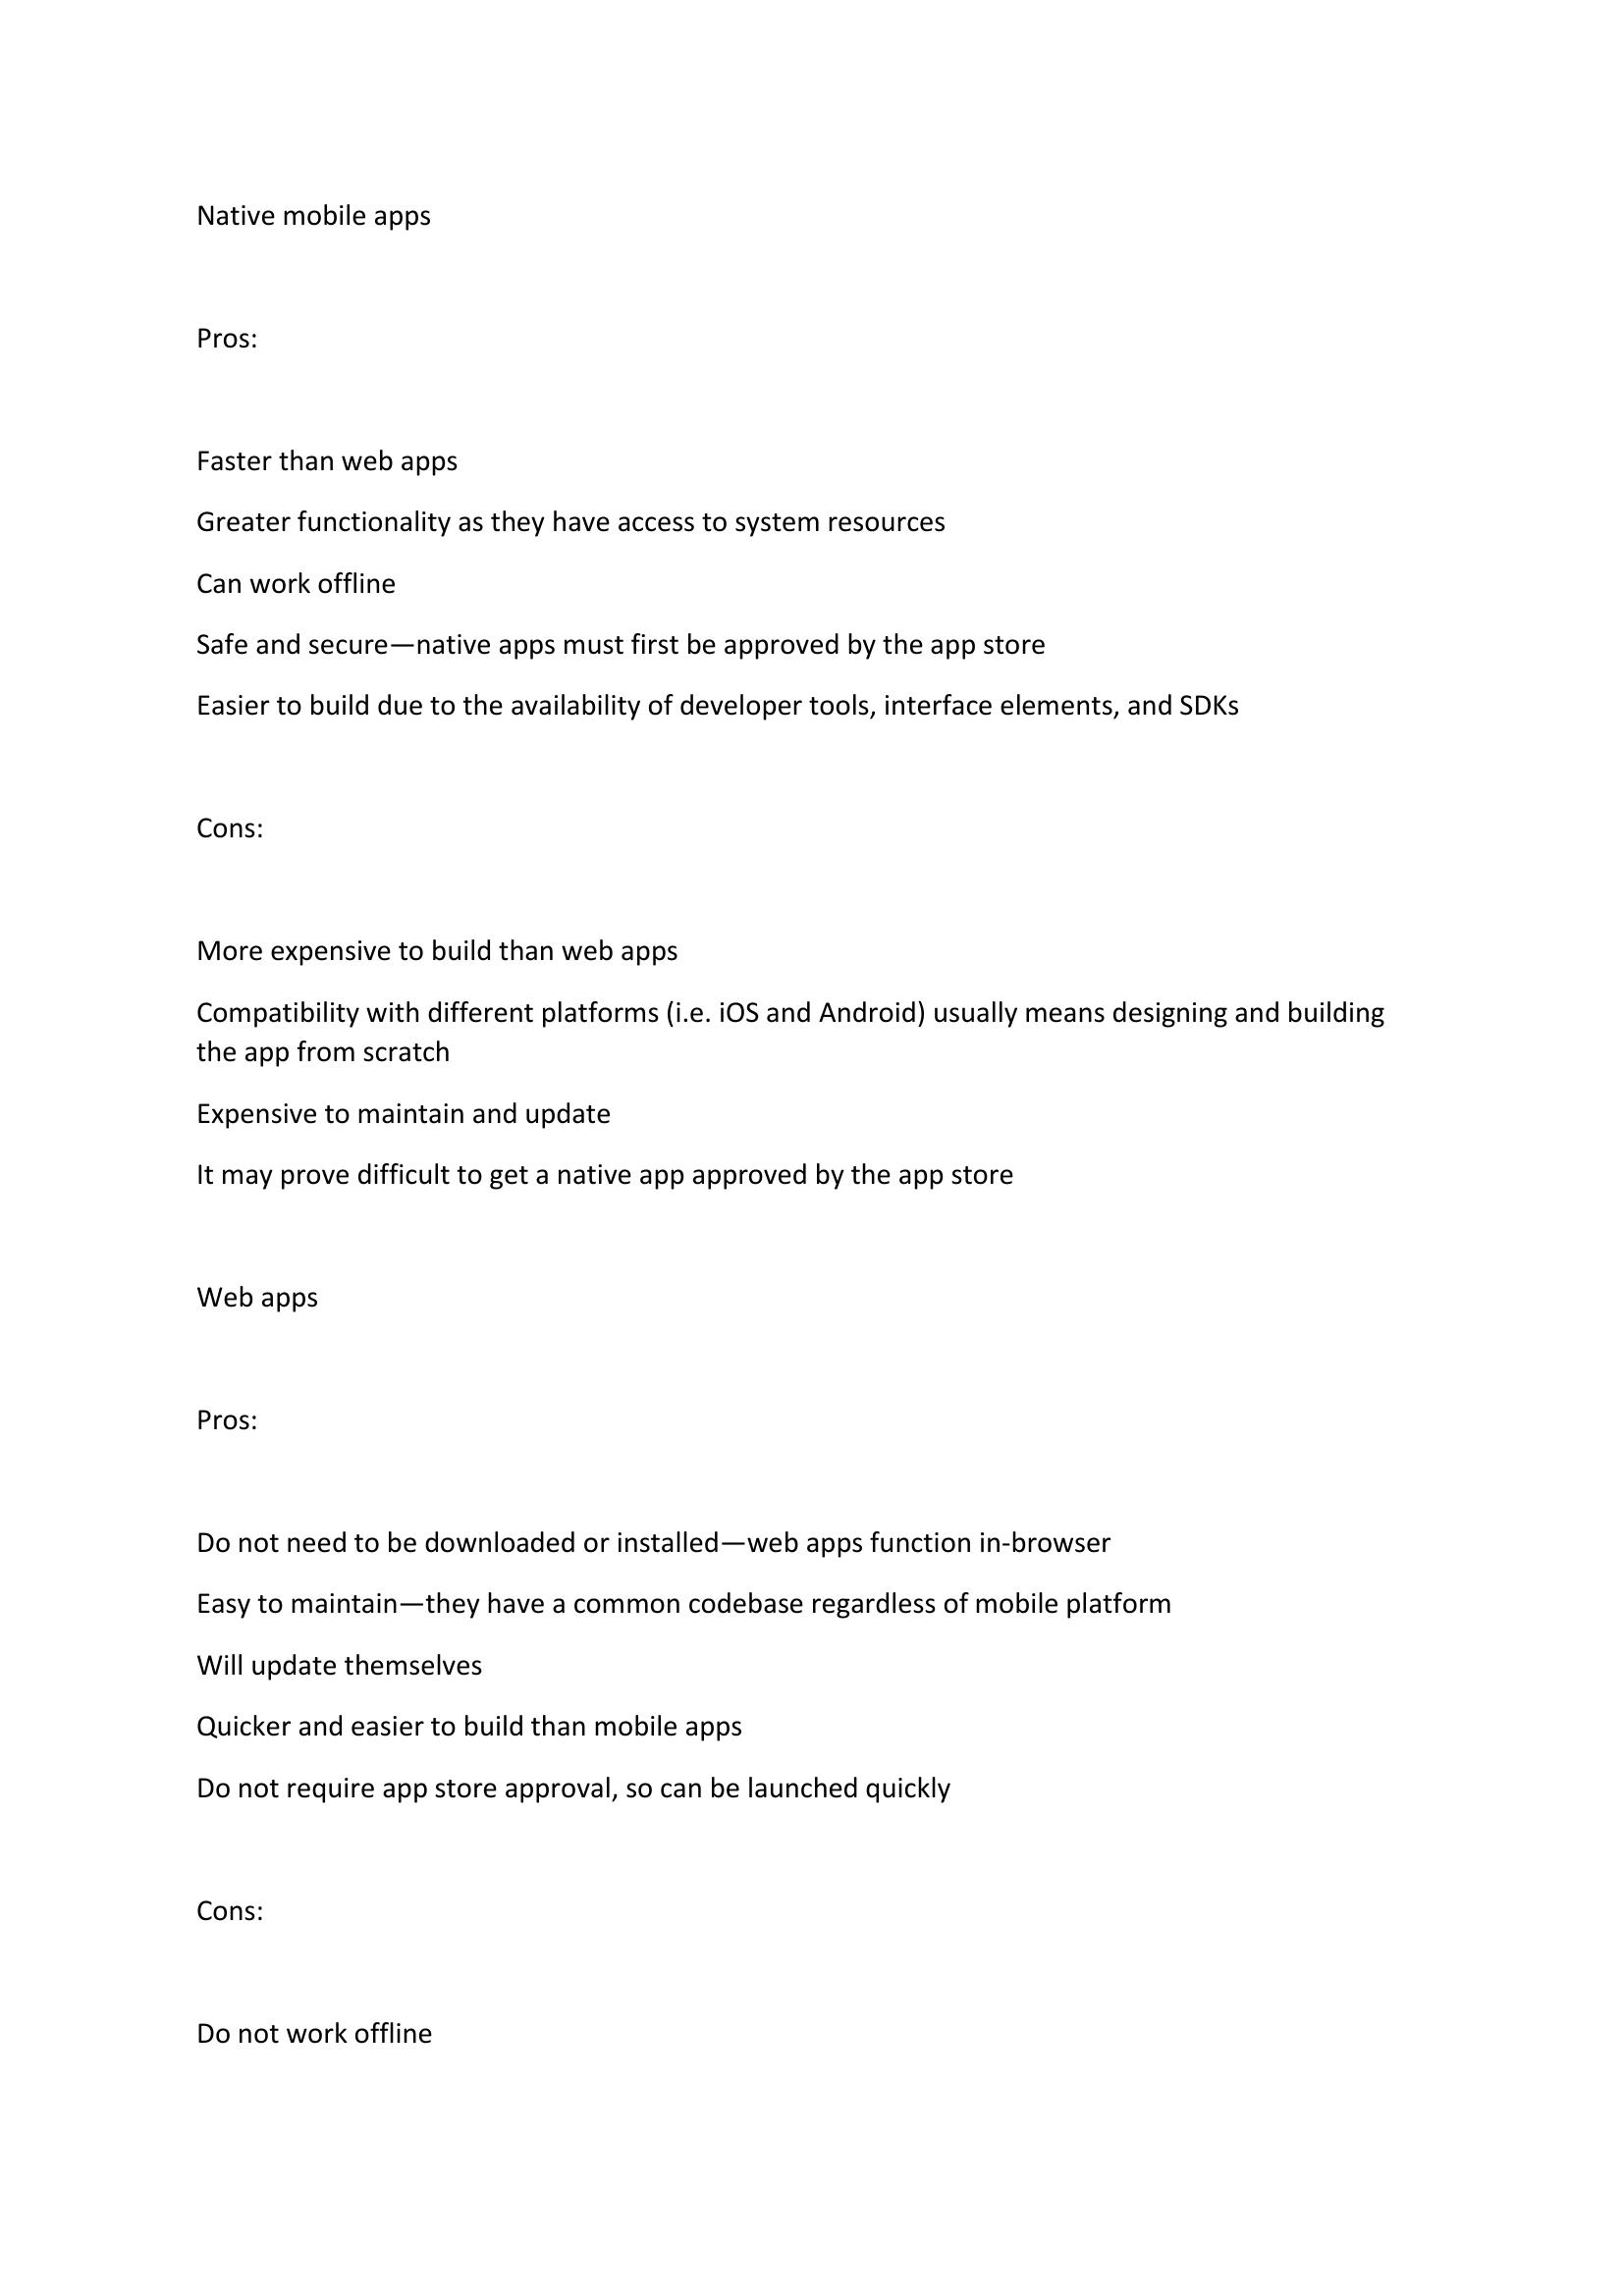 Native mobile apps
Pros:
Faster than web apps
Greater functionality as they have access to system resources
Can work offline
Safe and secure—native apps must first be approved by the app store
Easier to build due to the availability of developer tools, interface elements, and SDKs
Cons:
More expensive to build than web apps
Compatibility with different platforms (i.e. iOS and Android) usually means designing and building
the app from scratch
Expensive to maintain and update
It may prove difficult to get a native app approved by the app store
Web apps
Pros:
Do not need to be downloaded or installed—web apps function in-browser
Easy to maintain—they have a common codebase regardless of mobile platform
Will update themselves
Quicker and easier to build than mobile apps
Do not require app store approval, so can be launched quickly
Cons:
Do not work offline